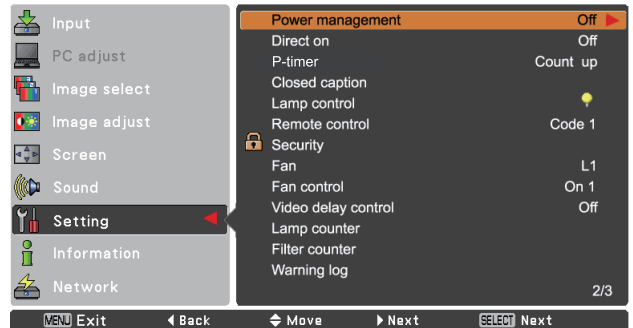 Input
PC adjust
Image select
Image adjust
Screen
Sound
Setting
Information
Network
Power management Off
Direct on Off
P-timer Count up
Closed caption
Lamp control
Remote control Code 1
Security
Fan L1
Fan control On 1
Video delay control Off
Lamp counter
Filter counter
Warning log
2/3
MENU Exit Back Move Next SELECT Next